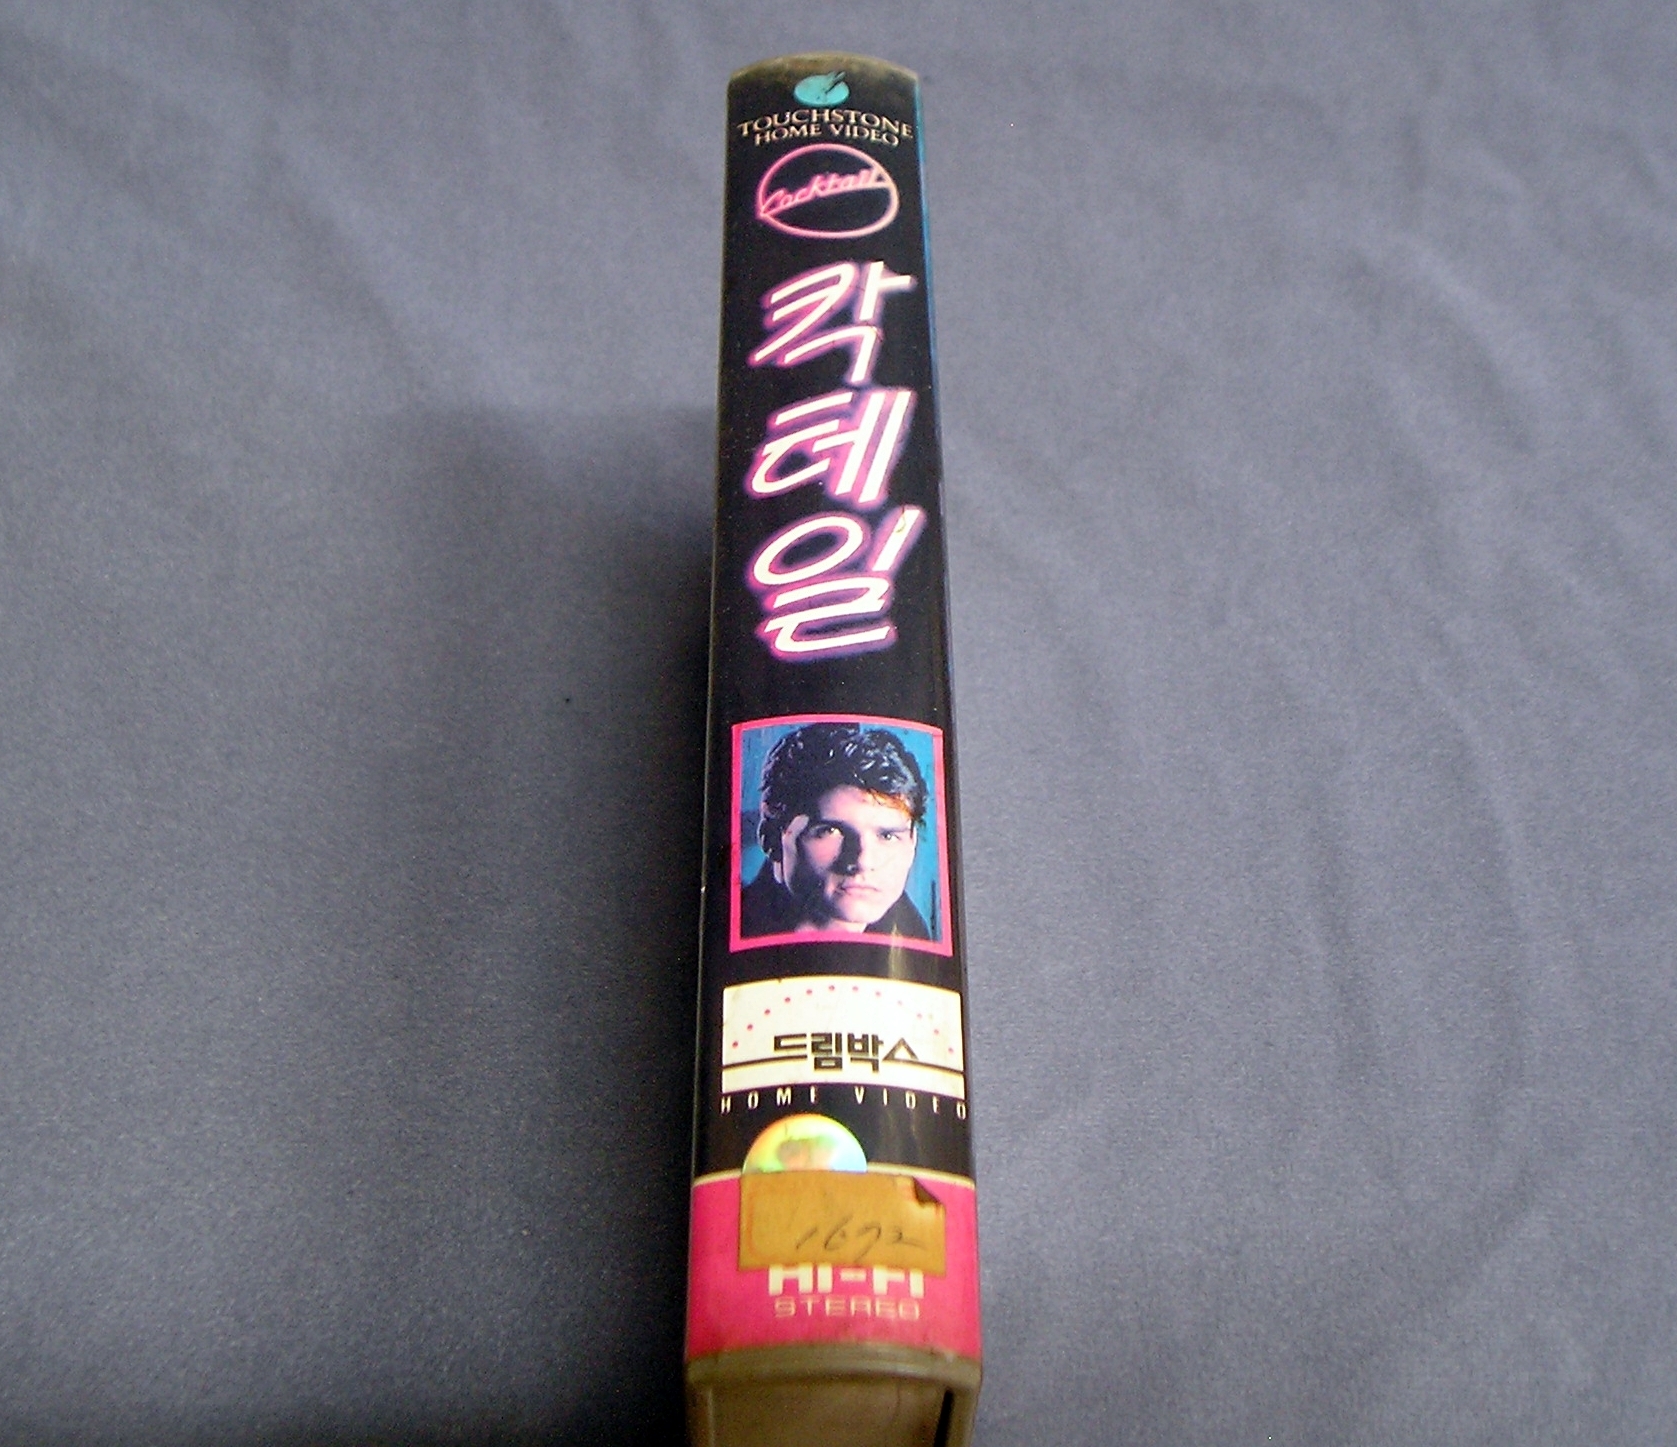 TOUCHSTONE
HOME VIDEO
Cocktail
칵테일
드림박스
HOME VIDEO
1672
HI-FI
STEREO